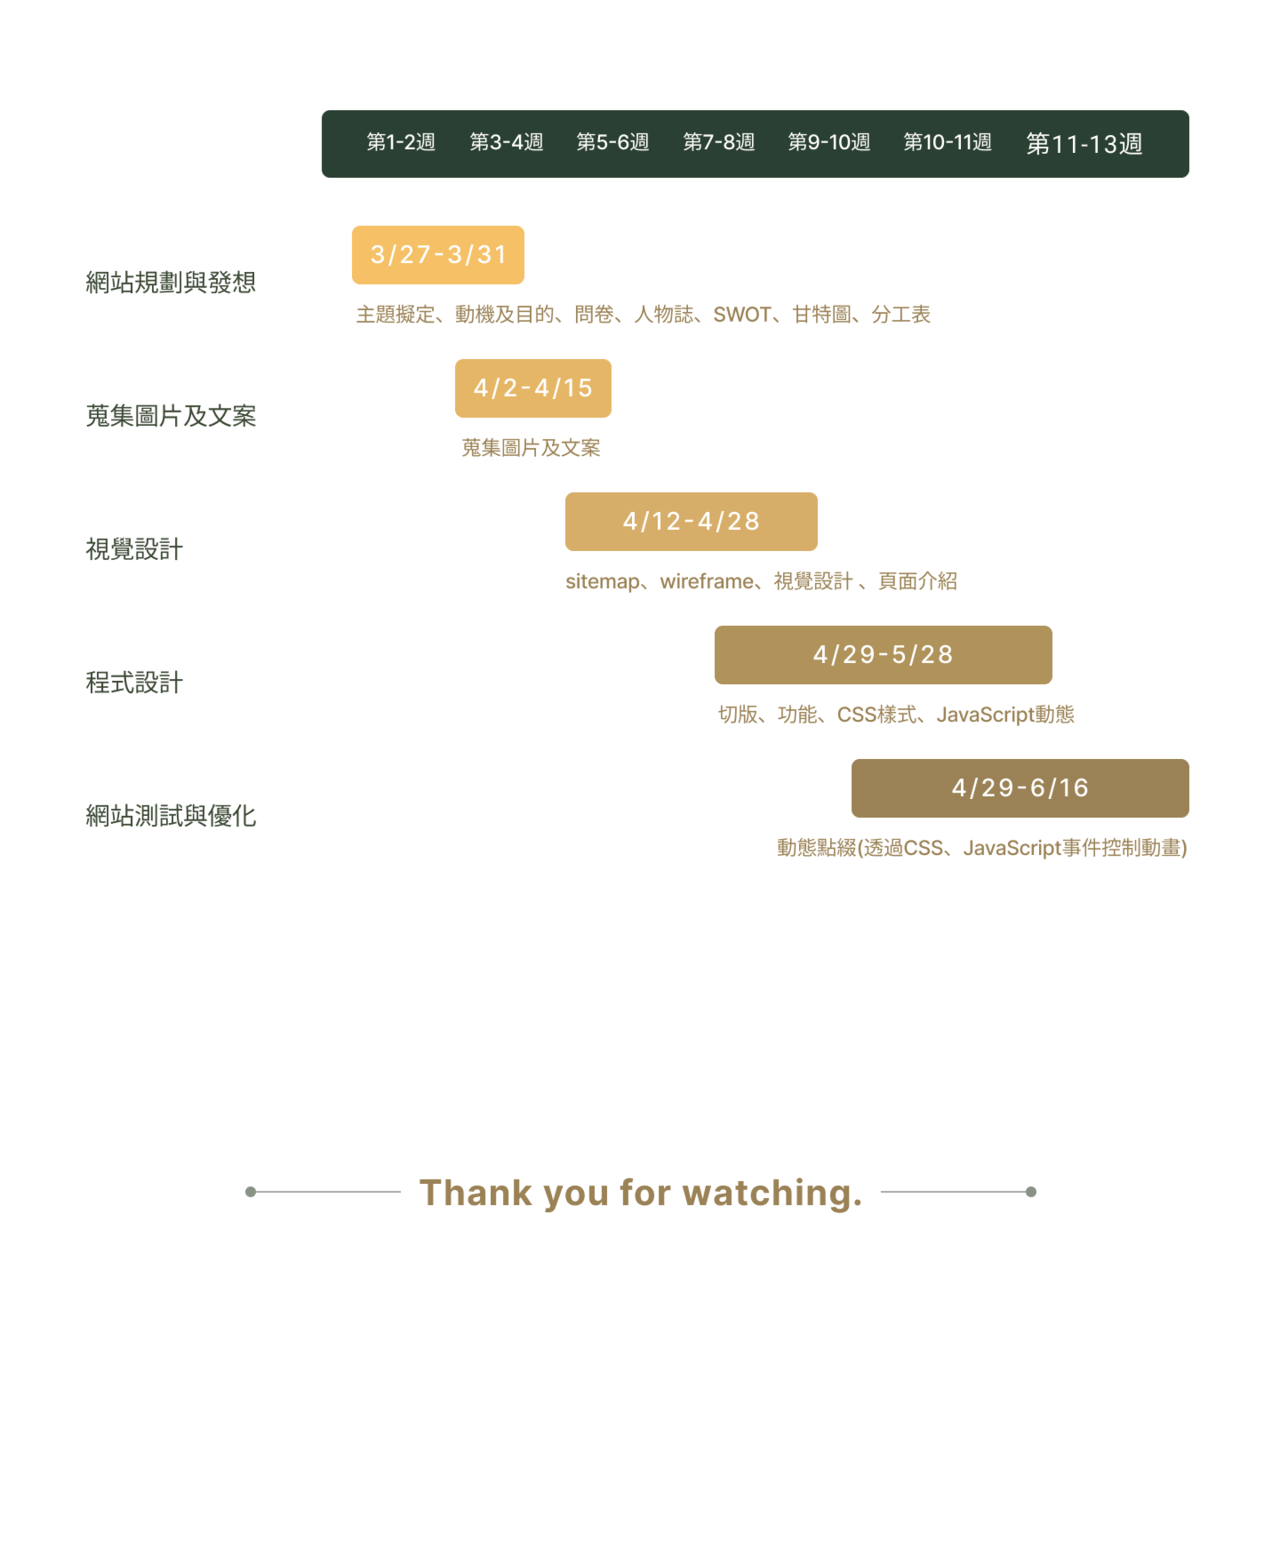 第1-2週 第3-4週 第5-6週 第7-8週 第9-10週 第10-11週 第11-13週
3/27-3/31
網站規劃與發想
主題擬定、動機及目的、問卷、人物誌、SWOT、甘特圖、分工表
4/2-4/15
蒐集圖片及文案
蒐集圖片及文案
4/12-4/28
視覺設計
sitemap、wireframe、視覺設計 、頁面介紹
4/29-5/28
程式設計
切版、功能、CSS樣式、JavaScript動態
4/29-6/16
網站測試與優化
動態點綴(透過CSS、JavaScript事件控制動畫)
Thank you for watching.